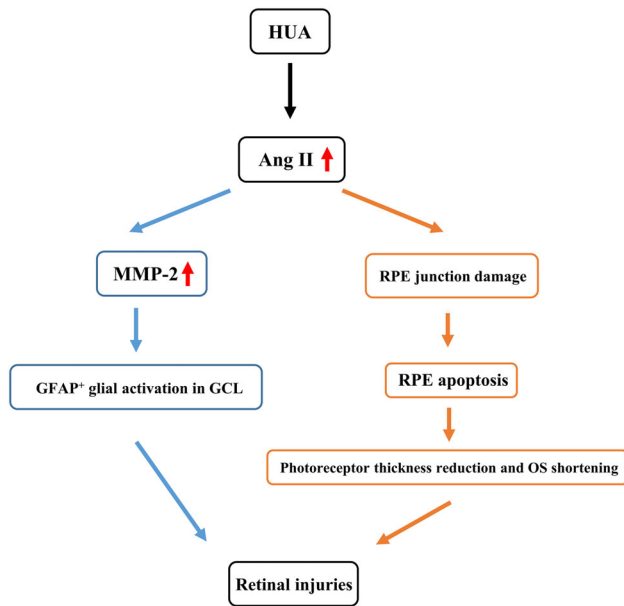 HUA
Ang II
MMP-2
RPE junction damage
GFAP⁺ glial activation in GCL
RPE apoptosis
Photoreceptor thickness reduction and OS shortening
Retinal injuries